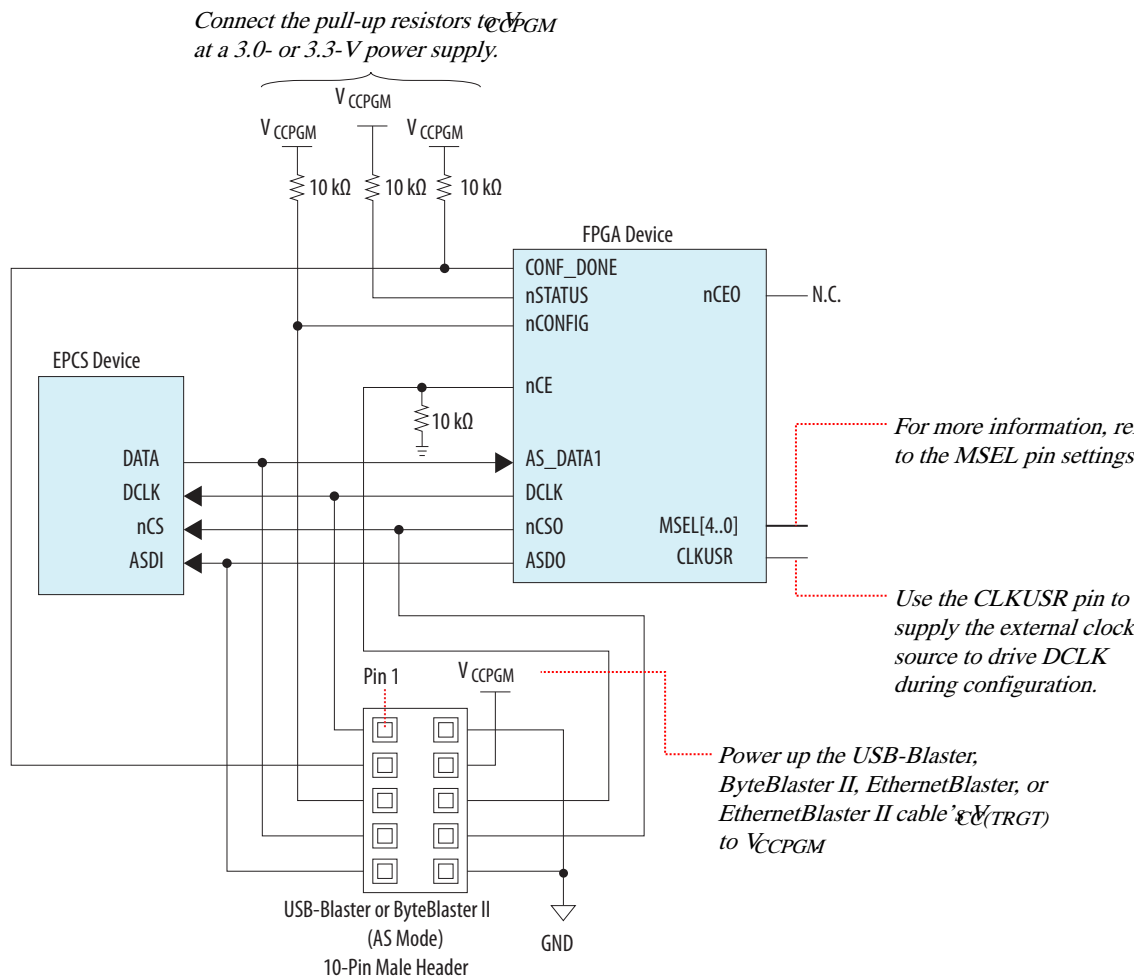 Connect the pull-up resistors to VCCPGM
at a 3.0- or 3.3-V power supply.
V CCPGM
V CCPGM
V CCPGM
10 kΩ
10 kΩ
10 kΩ
FPGA Device
CONF_DONE
nSTATUS
nCEO
N.C.
nCONFIG
EPCS Device
nCE
10 kΩ
For more information, re
to the MSEL pin settings
DATA
AS_DATA1
DCLK
DCLK
nCS
nCSO
MSEL[4..0]
ASDI
ASDO
CLKUSR
Use the CLKUSR pin to
supply the external clock
source to drive DCLK
during configuration.
Pin 1
V CCPGM
Power up the USB-Blaster,
ByteBlaster II, EthernetBlaster, or
EthernetBlaster II cable's VCC(TRGT)
to VCCPGM
USB-Blaster or ByteBlaster II
(AS Mode)
10-Pin Male Header
GND